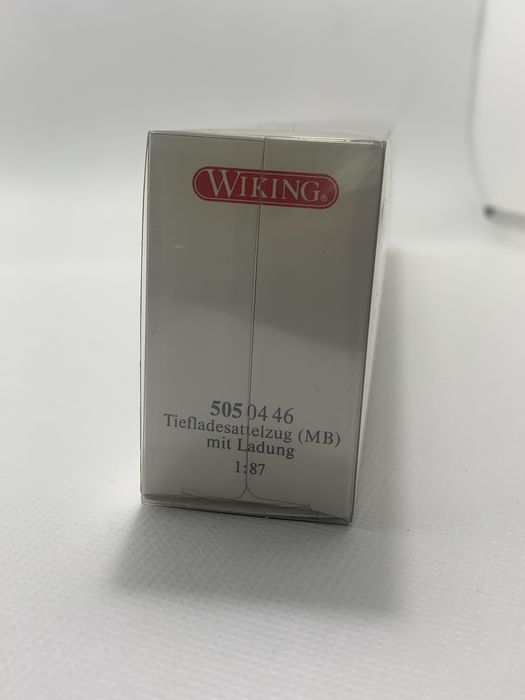 WIKING®
505 04 46
Tiefladesattelzug (MB)
mit Ladung
1:87